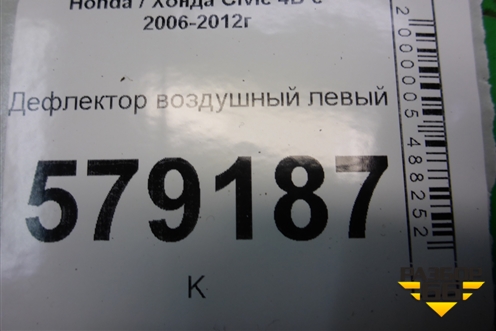 Honda / Хонда Civic 4D с
2006-2012г
Дефлектор воздушный левый
579187
К
2000005488252